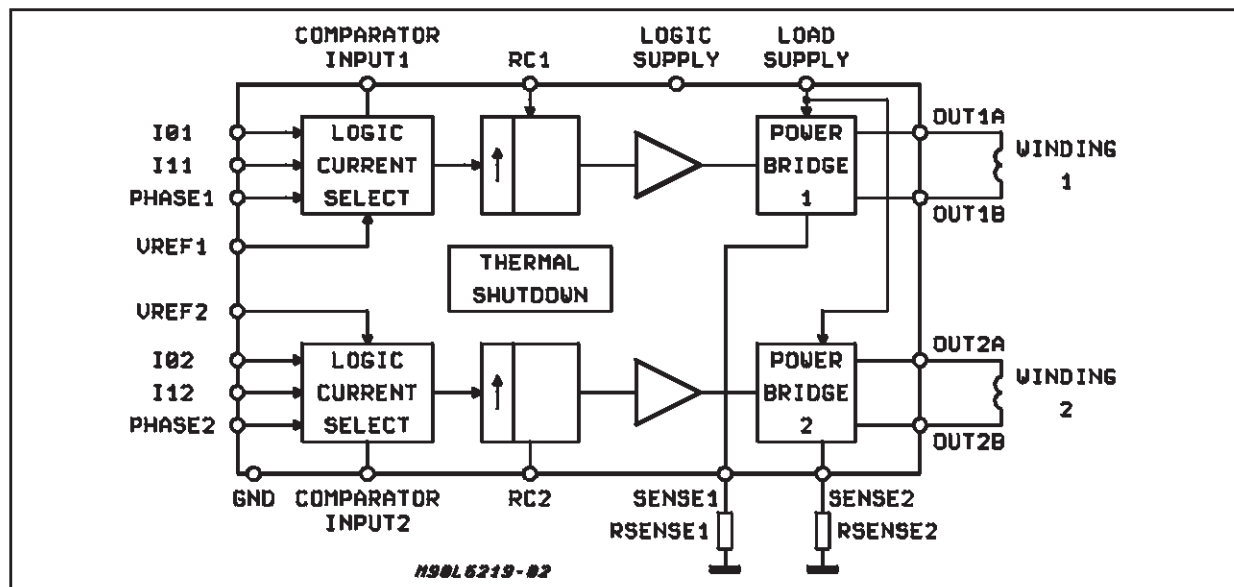 COMPARATOR INPUT1
RC1
LOGIC SUPPLY
LOAD SUPPLY
I01
I11
PHASE1
VREF1
LOGIC CURRENT SELECT
POWER BRIDGE 1
OUT1A
WINDING 1
OUT1B
THERMAL SHUTDOWN
VREF2
I02
I12
PHASE2
LOGIC CURRENT SELECT
POWER BRIDGE 2
OUT2A
WINDING 2
OUT2B
GND
COMPARATOR INPUT2
RC2
SENSE1
SENSE2
RSENSE1
RSENSE2
M90L6219-02